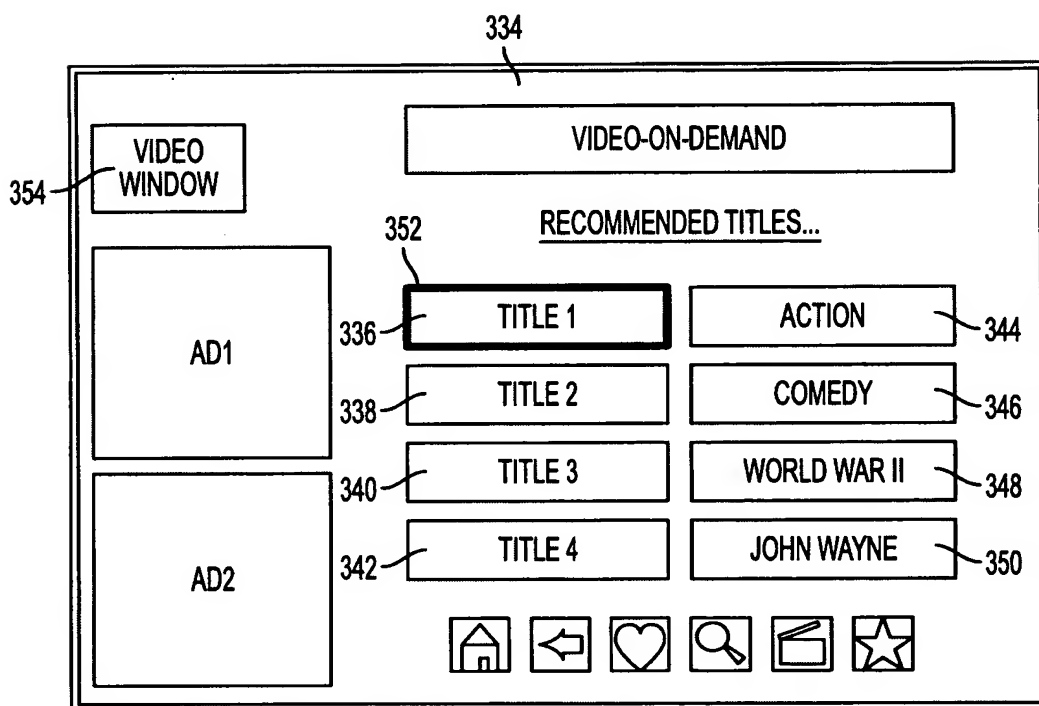 334
VIDEO
WINDOW
354
VIDEO-ON-DEMAND
RECOMMENDED TITLES...
352
AD1
336
TITLE 1
ACTION
344
338
TITLE 2
COMEDY
346
340
TITLE 3
WORLD WAR II
348
342
TITLE 4
JOHN WAYNE
350
AD2